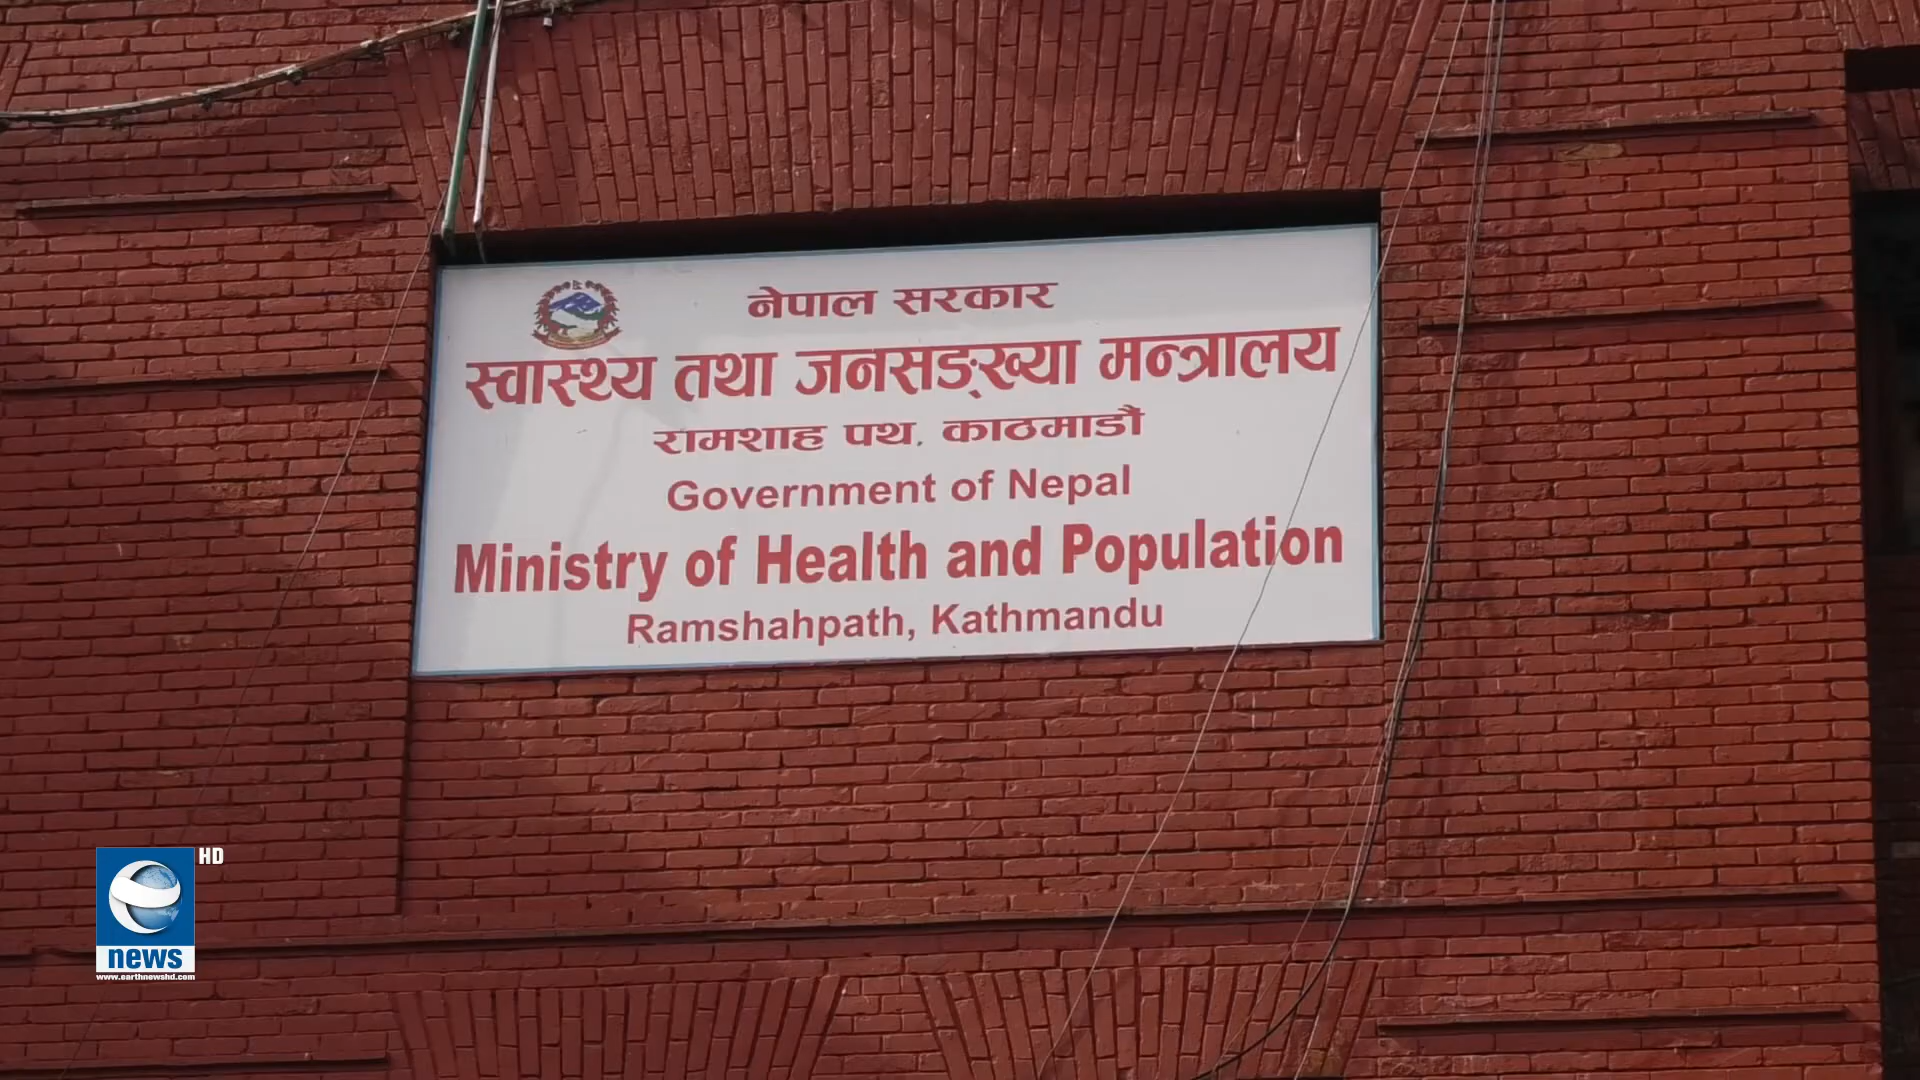 नेपाल सरकार
स्वास्थ्य तथा जनसङ्ख्या मन्त्रालय
रामशाह पथ, काठमाडौं
Government of Nepal
Ministry of Health and Population
Ramshahpath, Kathmandu
HD
news
www.earthnewshd.com